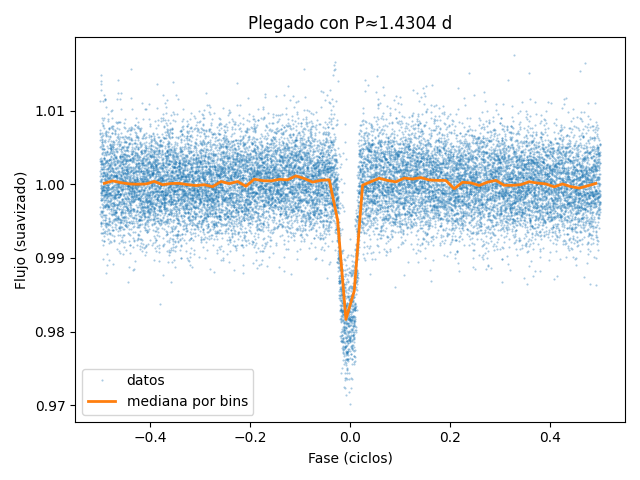 Plegado con P≈1.4304 d
Flujo (suavizado)
1.01
1.00
0.99
0.98
0.97
datos
mediana por bins
−0.4
−0.2
0.0
0.2
0.4
Fase (ciclos)